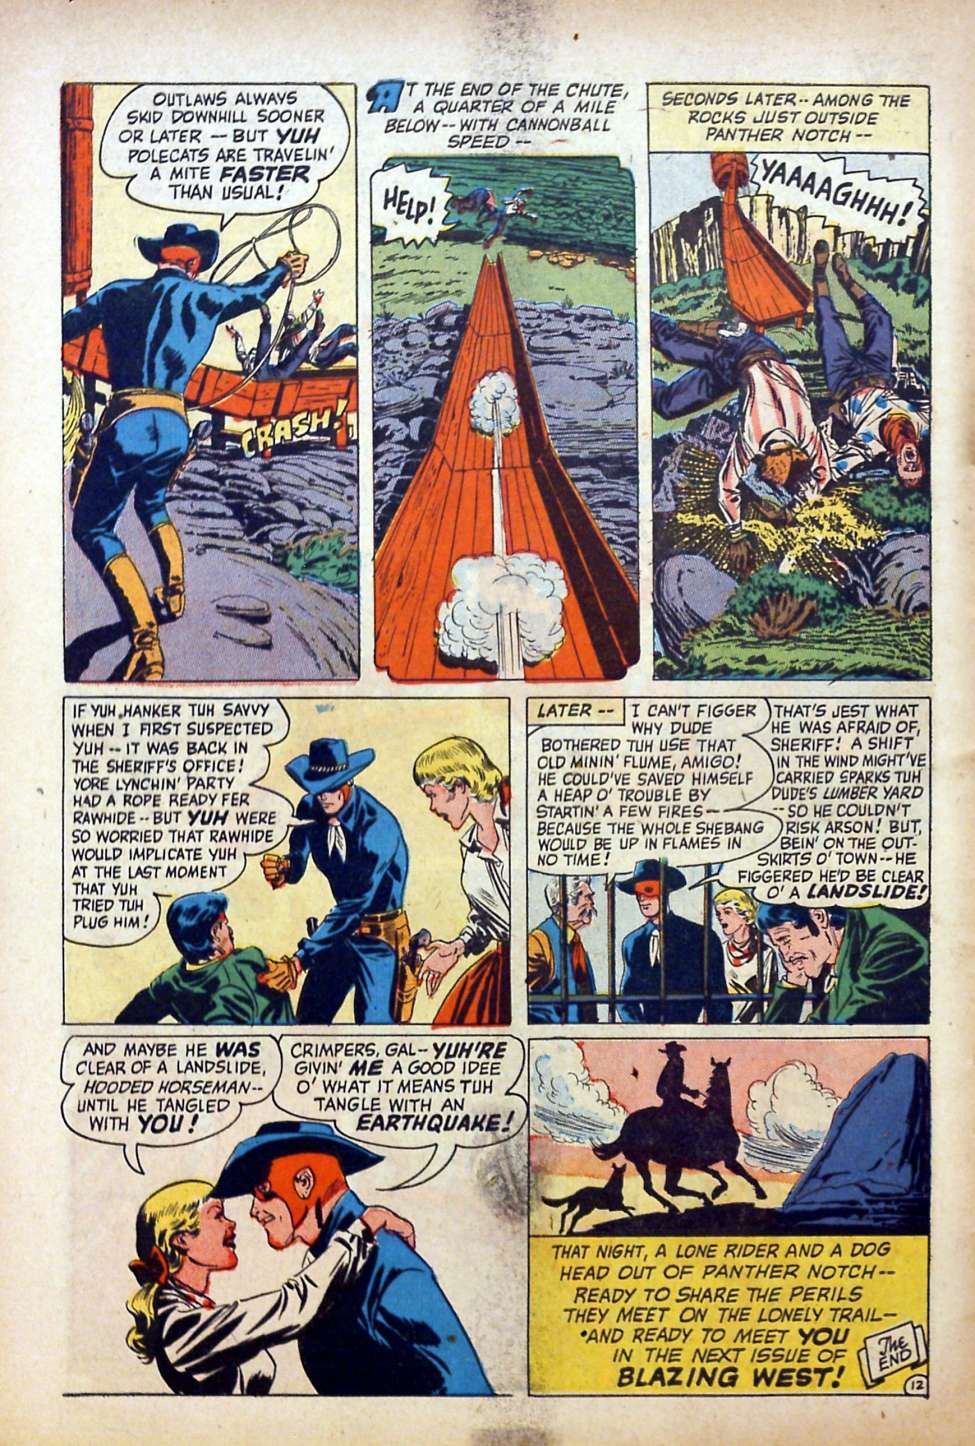 OUTLAWS ALWAYS
SKID DOWNHILL SOONER
OR LATER -- BUT YUH
POLECATS ARE TRAVELIN'
A MITE FASTER
THAN USUAL!
CRASH!
AT THE END OF THE CHUTE,
A QUARTER OF A MILE
BELOW -- WITH CANNONBALL
SPEED --
HELP!
SECONDS LATER -- AMONG THE
ROCKS JUST OUTSIDE
PANTHER NOTCH --
YAAAAGHHH!
IF YUH HANKER TUH SAVVY
WHEN I FIRST SUSPECTED
YUH -- IT WAS BACK IN
THE SHERIFF'S OFFICE!
YORE LYNCHIN' PARTY
HAD A ROPE READY FER
RAWHIDE -- BUT YUH WERE
SO WORRIED THAT RAWHIDE
WOULD IMPLICATE YUH
AT THE LAST MOMENT
THAT YUH
TRIED TUH
PLUG HIM!
LATER --
I CAN'T FIGGER
WHY DUDE
BOTHERED TUH USE THAT
OLD MININ' FLUME, AMIGO!
HE COULD'VE SAVED HIMSELF
A HEAP O' TROUBLE BY
STARTIN' A FEW FIRES --
BECAUSE THE WHOLE SHEBANG
WOULD BE UP IN FLAMES IN
NO TIME!
THAT'S JEST WHAT
HE WAS AFRAID OF,
SHERIFF! A SHIFT
IN THE WIND MIGHT'VE
CARRIED SPARKS TUH
DUDE'S LUMBER YARD
-- SO HE COULDN'T
RISK ARSON! BUT,
BEIN' ON THE OUT-
SKIRTS O' TOWN -- HE
FIGGERED HE'D BE CLEAR
O' A LANDSLIDE!
AND MAYBE HE WAS
CLEAR OF A LANDSLIDE,
HOODED HORSEMAN --
UNTIL HE TANGLED
WITH YOU!
CRIMPERS, GAL -- YUH'RE
GIVIN' ME A GOOD IDEE
O' WHAT IT MEANS TUH
TANGLE WITH AN
EARTHQUAKE!
THAT NIGHT, A LONE RIDER AND A DOG
HEAD OUT OF PANTHER NOTCH --
READY TO SHARE THE PERILS
THEY MEET ON THE LONELY TRAIL --
AND READY TO MEET YOU
IN THE NEXT ISSUE OF
BLAZING WEST!
THE
END
12